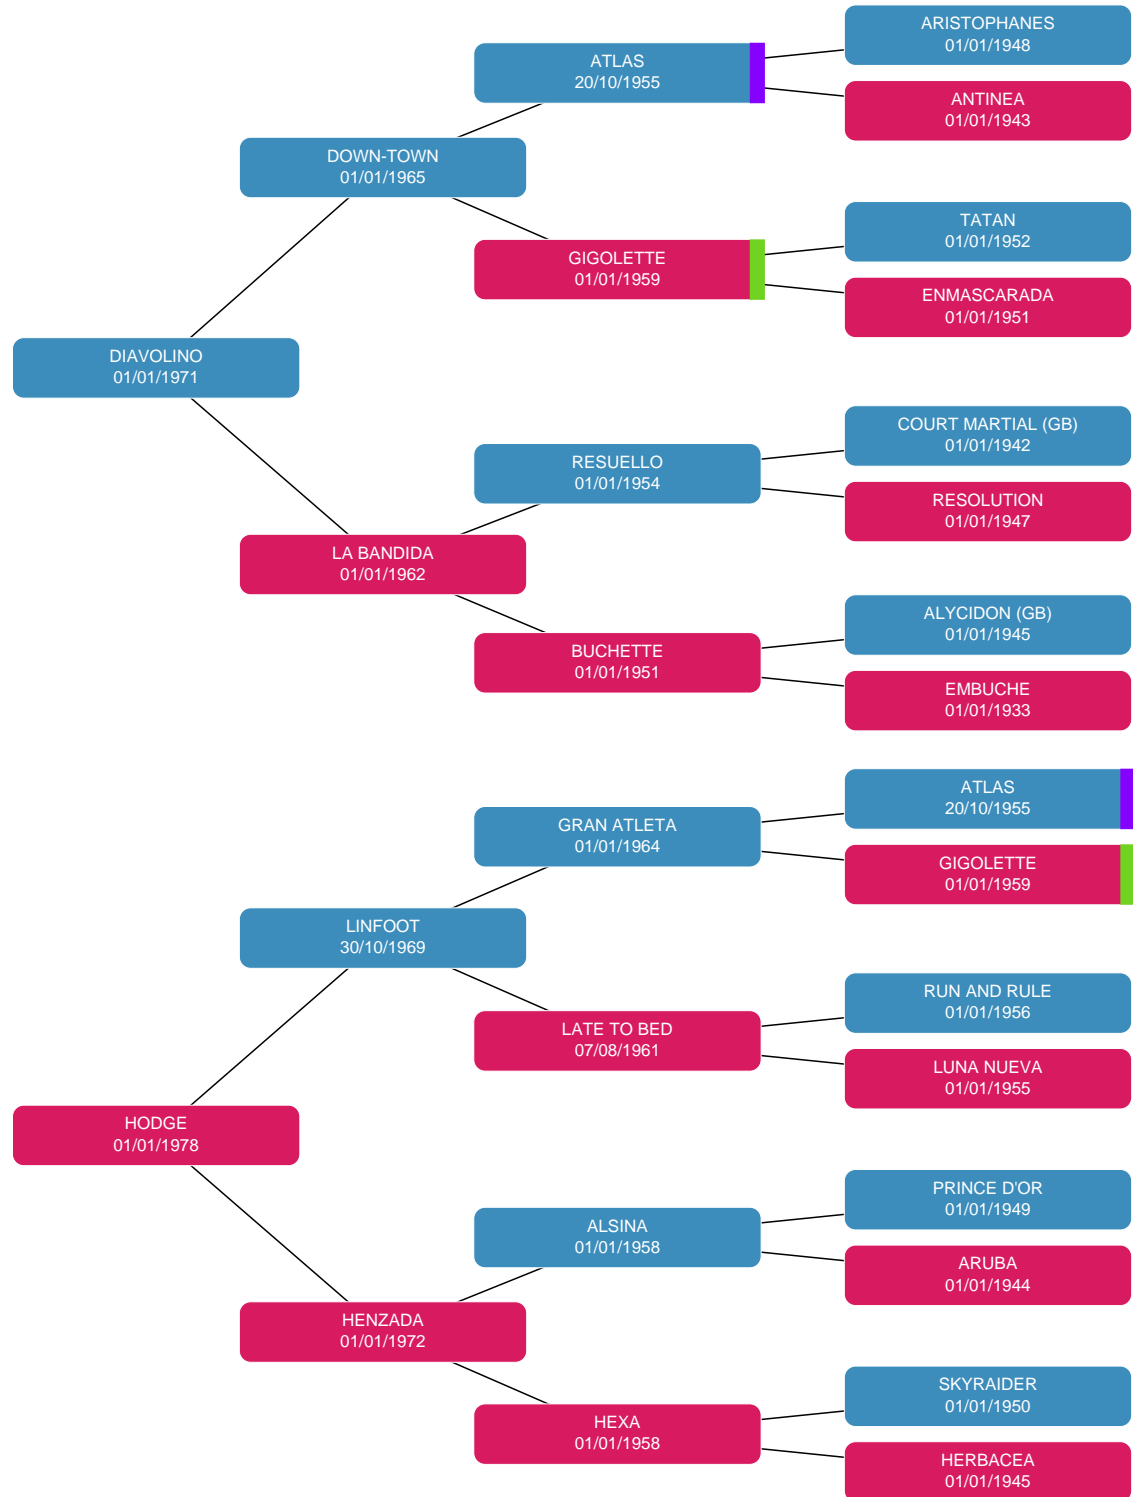 ARISTOPHANES
01/01/1948
ATLAS
20/10/1955
ANTINEA
01/01/1943
DOWN-TOWN
01/01/1965
TATAN
01/01/1952
GIGOLETTE
01/01/1959
ENMASCARADA
01/01/1951
DIAVOLINO
01/01/1971
COURT MARTIAL (GB)
01/01/1942
RESUELLO
01/01/1954
RESOLUTION
01/01/1947
LA BANDIDA
01/01/1962
ALYCIDON (GB)
01/01/1945
BUCHETTE
01/01/1951
EMBUCHE
01/01/1933
ATLAS
20/10/1955
GRAN ATLETA
01/01/1964
GIGOLETTE
01/01/1959
LINFOOT
30/10/1969
RUN AND RULE
01/01/1956
LATE TO BED
07/08/1961
LUNA NUEVA
01/01/1955
HODGE
01/01/1978
PRINCE D'OR
01/01/1949
ALSINA
01/01/1958
ARUBA
01/01/1944
HENZADA
01/01/1972
SKYRAIDER
01/01/1950
HEXA
01/01/1958
HERBACEA
01/01/1945